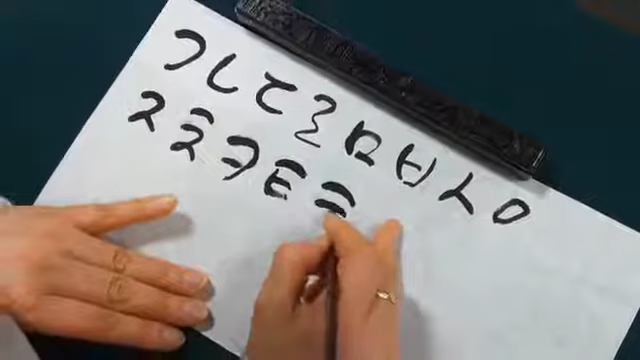 ㄱㄴㄷㄹㅁㅂㅅㅇ
ㅈㅊㅋㅌ